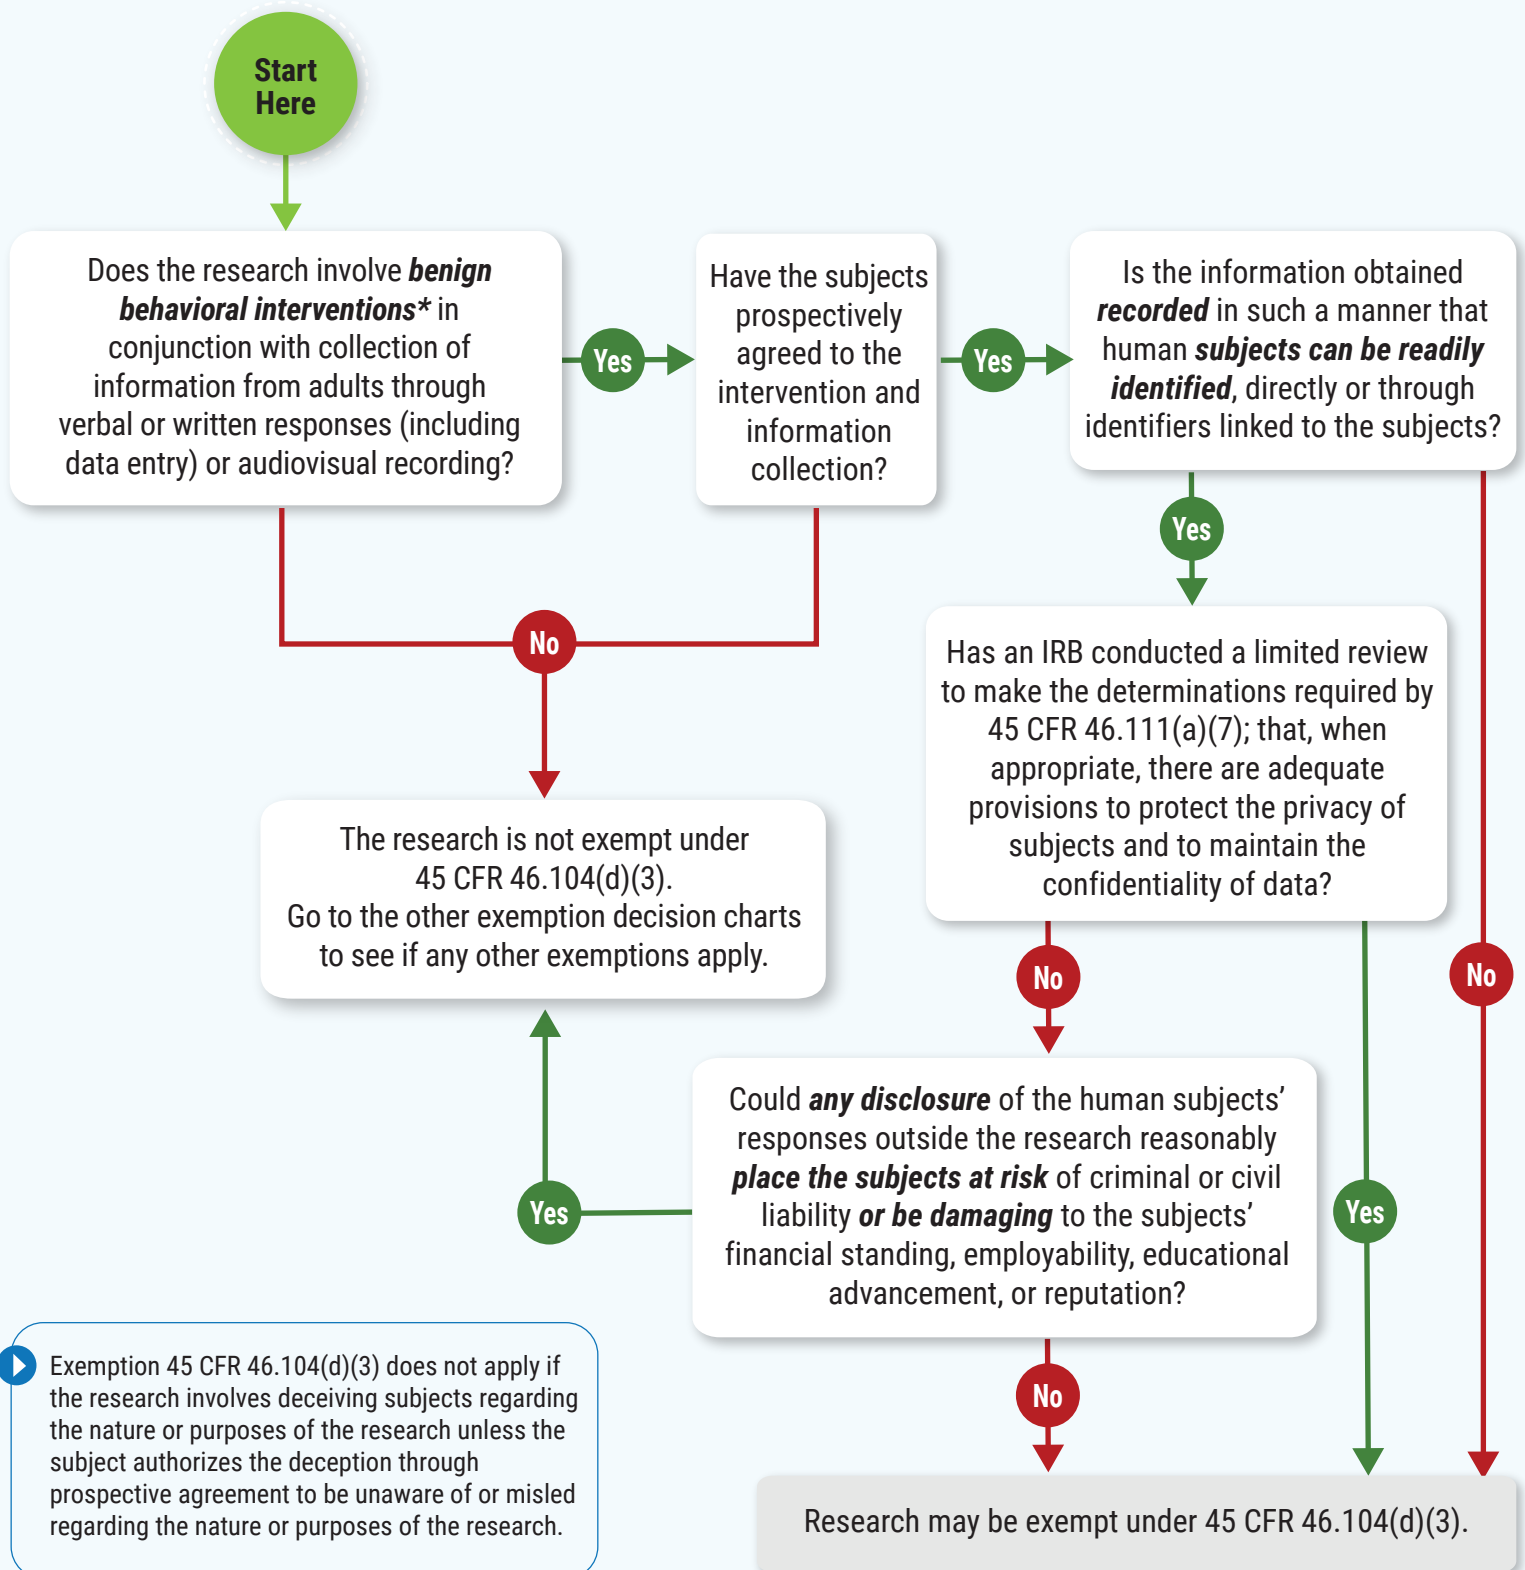 Start
Here
Does the research involve benign
behavioral interventions* in
conjunction with collection of
information from adults through
verbal or written responses (including
data entry) or audiovisual recording?
Yes
Have the subjects
prospectively
agreed to the
intervention and
information
collection?
Yes
Is the information obtained
recorded in such a manner that
human subjects can be readily
identified, directly or through
identifiers linked to the subjects?
Yes
No
Has an IRB conducted a limited review
to make the determinations required by
45 CFR 46.111(a)(7); that, when
appropriate, there are adequate
provisions to protect the privacy of
subjects and to maintain the
confidentiality of data?
The research is not exempt under
45 CFR 46.104(d)(3).
Go to the other exemption decision charts
to see if any other exemptions apply.
No
No
Could any disclosure of the human subjects’
responses outside the research reasonably
place the subjects at risk of criminal or civil
liability or be damaging to the subjects’
financial standing, employability, educational
advancement, or reputation?
Yes
Yes
No
Exemption 45 CFR 46.104(d)(3) does not apply if
the research involves deceiving subjects regarding
the nature or purposes of the research unless the
subject authorizes the deception through
prospective agreement to be unaware of or misled
regarding the nature or purposes of the research.
Research may be exempt under 45 CFR 46.104(d)(3).